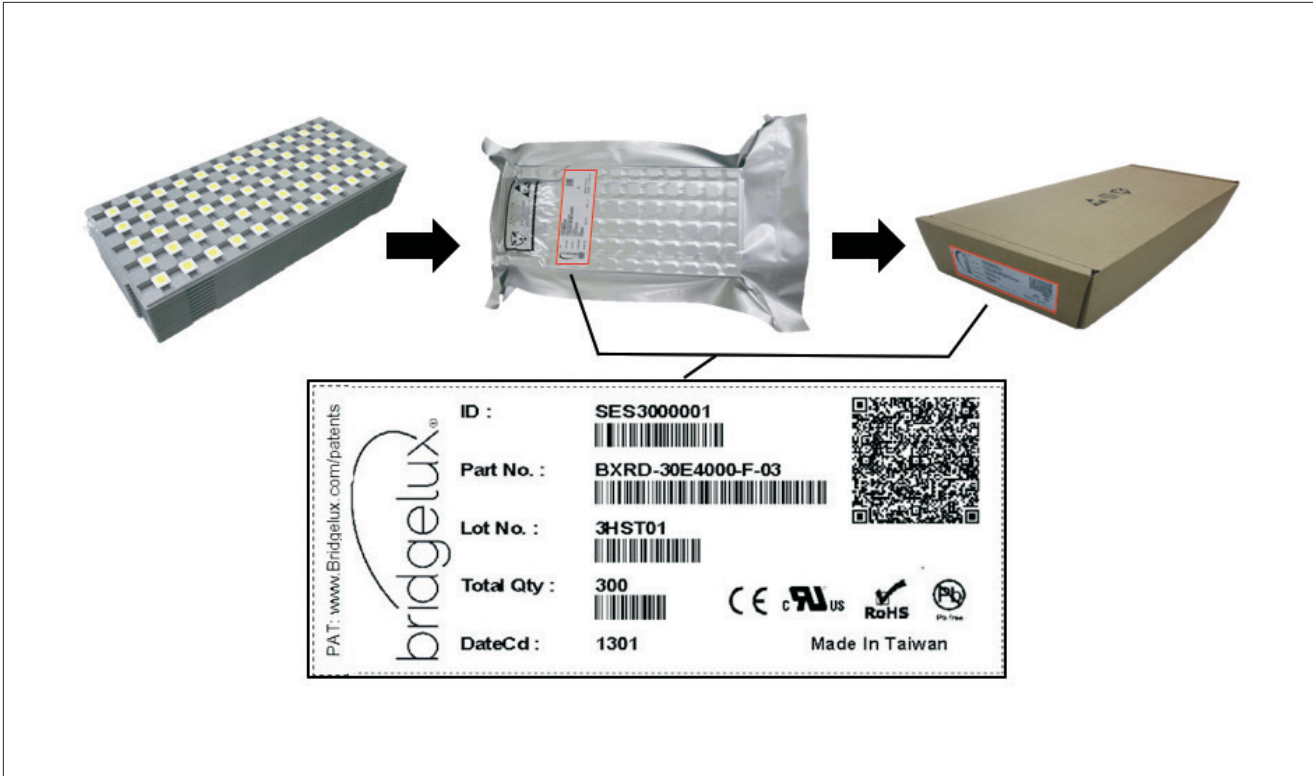 PAT: www.Bridgelux.com/patents
bridgelux®
ID : SES3000001
Part No. : BXRD-30E4000-F-03
Lot No. : 3HST01
Total Qty : 300
CE c RU US RoHS Pb
Pb-free
DateCd : 1301 Made In Taiwan